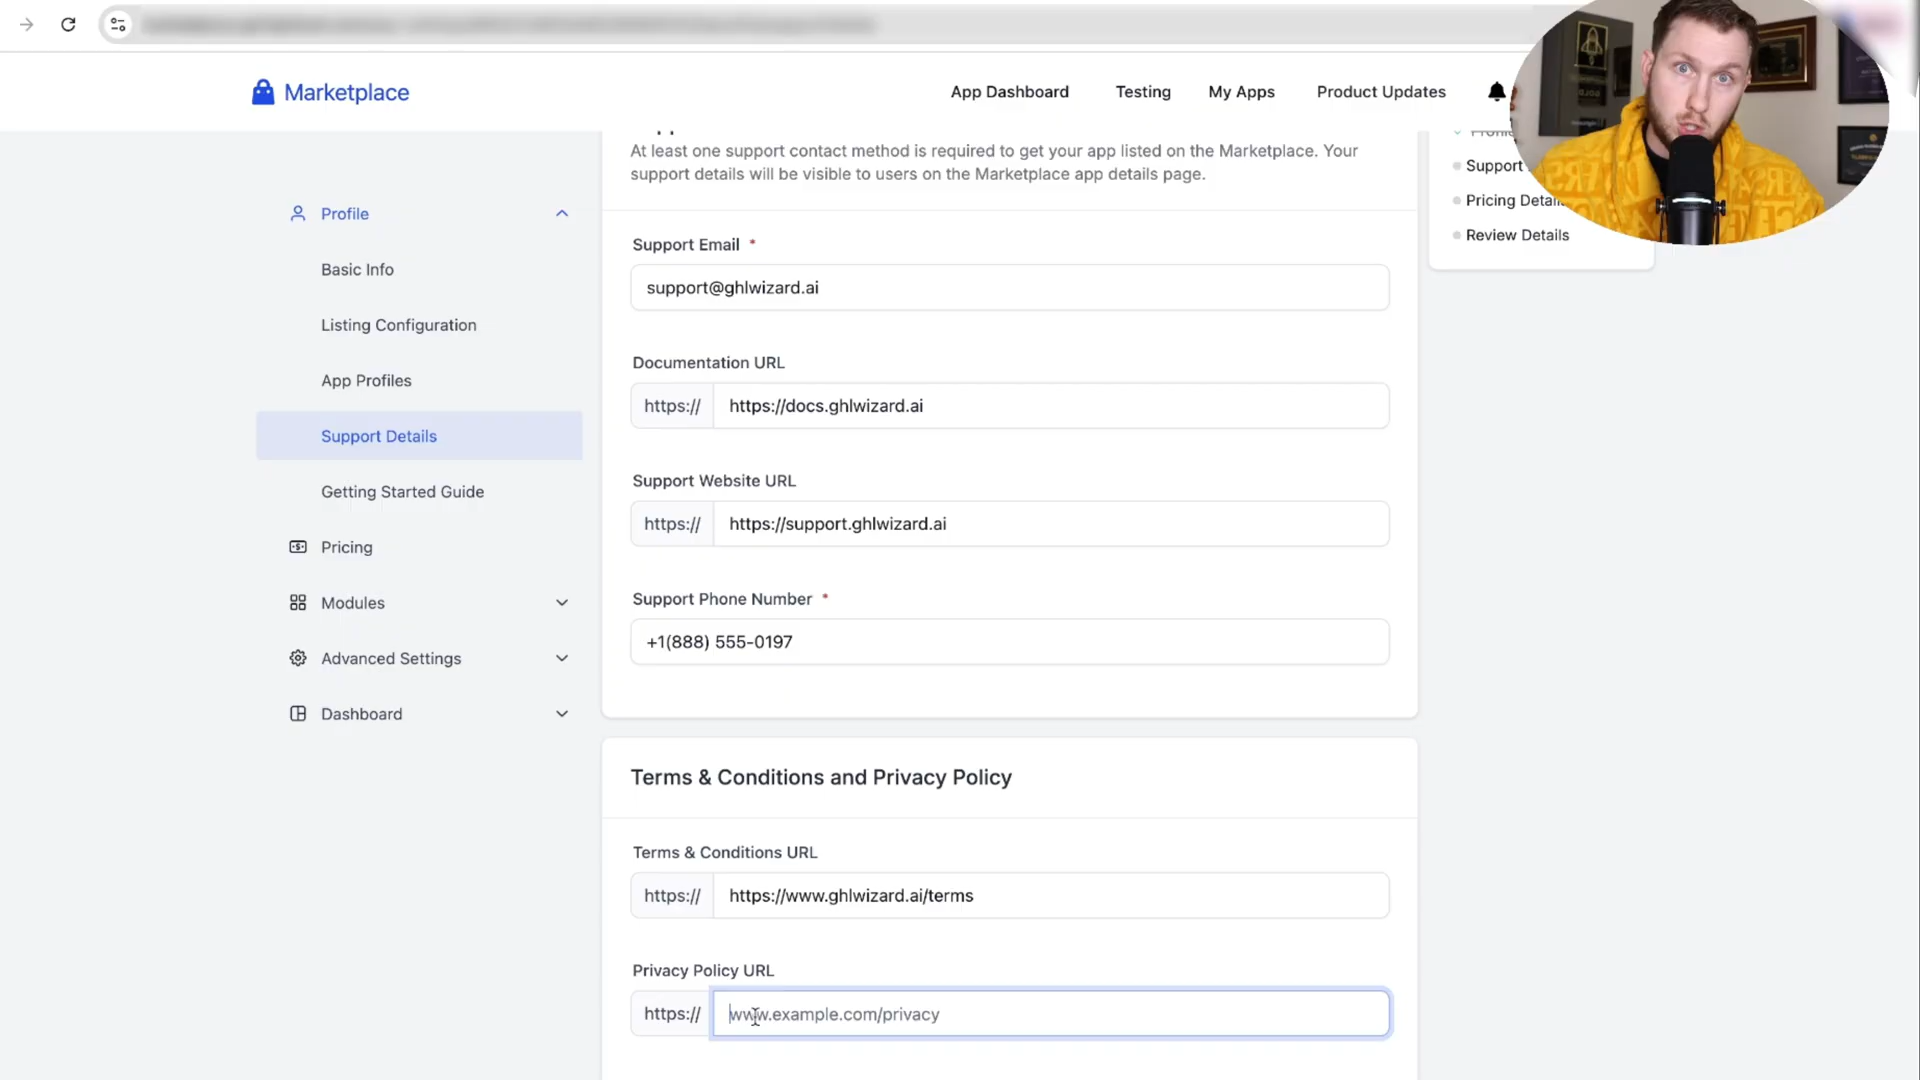 Marketplace
App Dashboard
Testing
My Apps
Product Updates
At least one support contact method is required to get your app listed on the Marketplace. Your
support details will be visible to users on the Marketplace app details page.
Support
Pricing Details
Review Details
Profile
Basic Info
Listing Configuration
App Profiles
Support Details
Getting Started Guide
Pricing
Modules
Advanced Settings
Dashboard
Support Email *
support@ghlwizard.ai
Documentation URL
https:// https://docs.ghlwizard.ai
Support Website URL
https:// https://support.ghlwizard.ai
Support Phone Number *
+1(888) 555-0197
Terms & Conditions and Privacy Policy
Terms & Conditions URL
https:// https://www.ghlwizard.ai/terms
Privacy Policy URL
https:// www.example.com/privacy